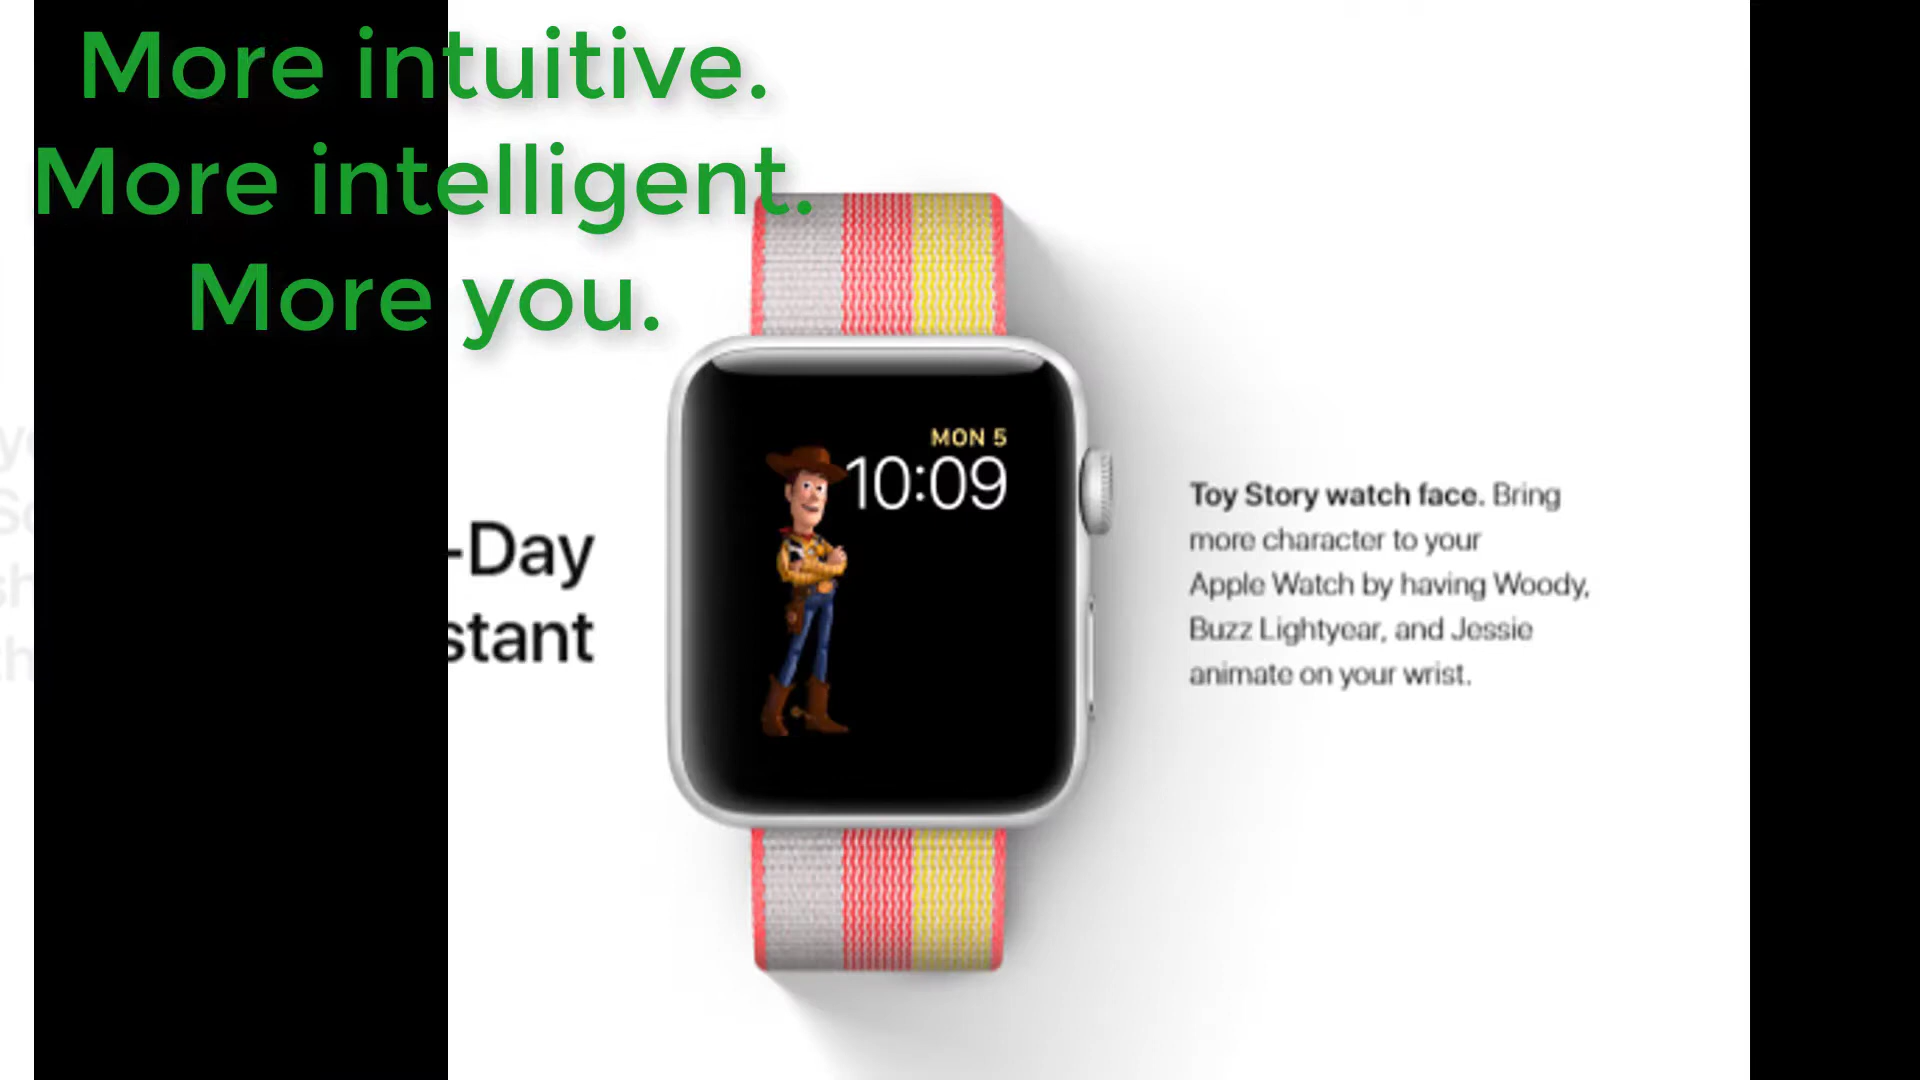 More intuitive.
More intelligent.
More you.
-Day
stant
MON 5
10:09
Toy Story watch face. Bring
more character to your
Apple Watch by having Woody,
Buzz Lightyear, and Jessie
animate on your wrist.